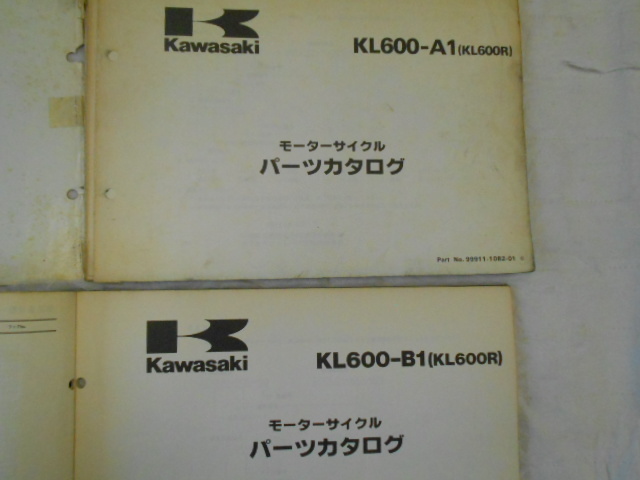 Kawasaki
KL600-A1(KL600R)
モーターサイクル
パーツカタログ
Part No. 99911-1082-01
Kawasaki
KL600-B1(KL600R)
モーターサイクル
パーツカタログ